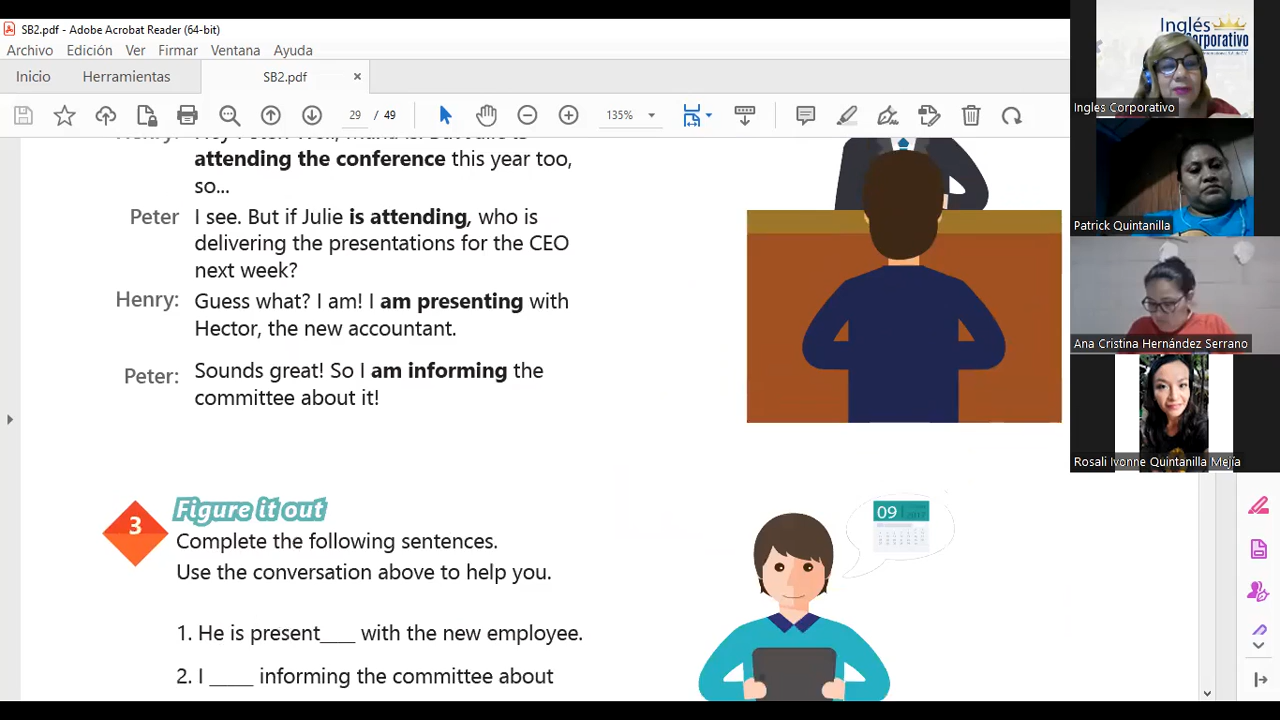 SB2.pdf - Adobe Acrobat Reader (64-bit)
Archivo Edición Ver Firmar Ventana Ayuda
Inicio Herramientas SB2.pdf ×
29 / 49 135%
attending the conference this year too,
so...
Peter I see. But if Julie is attending, who is
delivering the presentations for the CEO
next week?
Henry: Guess what? I am! I am presenting with
Hector, the new accountant.
Peter: Sounds great! So I am informing the
committee about it!
3 Figure it out
Complete the following sentences.
Use the conversation above to help you.
1. He is present____ with the new employee.
2. I _____ informing the committee about
09
Inglés
Corporativo
Ingles Corporativo
Patrick Quintanilla
Ana Cristina Hernández Serrano
Rosali Ivonne Quintanilla Mejía